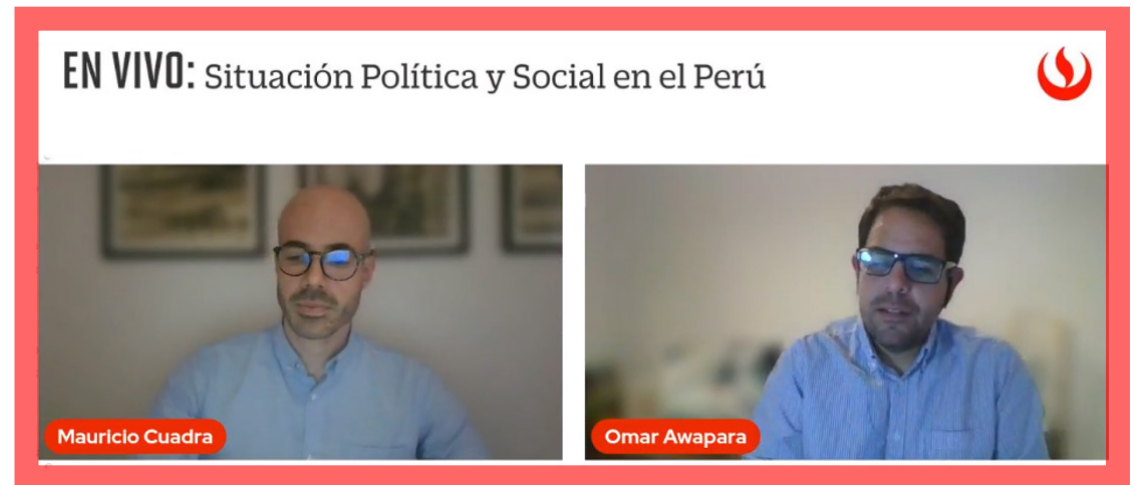 EN VIVO: Situación Política y Social en el Perú
Mauricio Cuadra
Omar Awapara